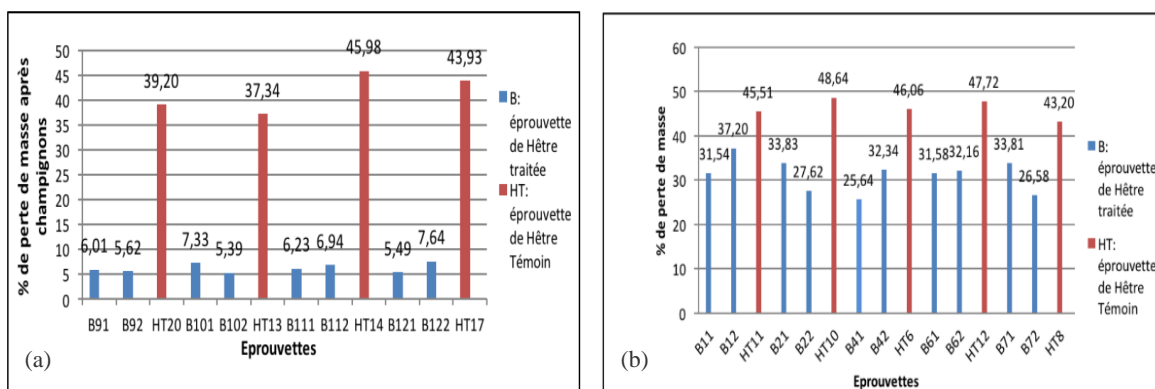 % de perte de masse après
champignons
50
45
40
35
30
25
20
15
10
5
0
6,01
5,62
39,20
7,33
5,39
37,34
6,23
6,94
45,98
5,49
7,64
43,93
B91 B92 HT20 B101 B102 HT13 B111 B112 HT14 B121 B122 HT17
Eprouvettes
B:
éprouvette
de Hêtre
traitée
HT:
éprouvette
de Hêtre
Témoin
(a)
% de perte de masse
60
50
40
30
20
10
0
31,54
37,20
45,51
33,83
27,62
48,64
25,64
32,34
46,06
31,58
32,16
47,72
33,81
26,58
43,20
B11 B12 HT11 B21 B22 HT10 B41 B42 HT6 B61 B62 HT12 B71 B72 HT8
Eprouvettes
B:
éprouvette
de Hêtre
traitée
HT:
éprouvette
de Hêtre
Témoin
(b)